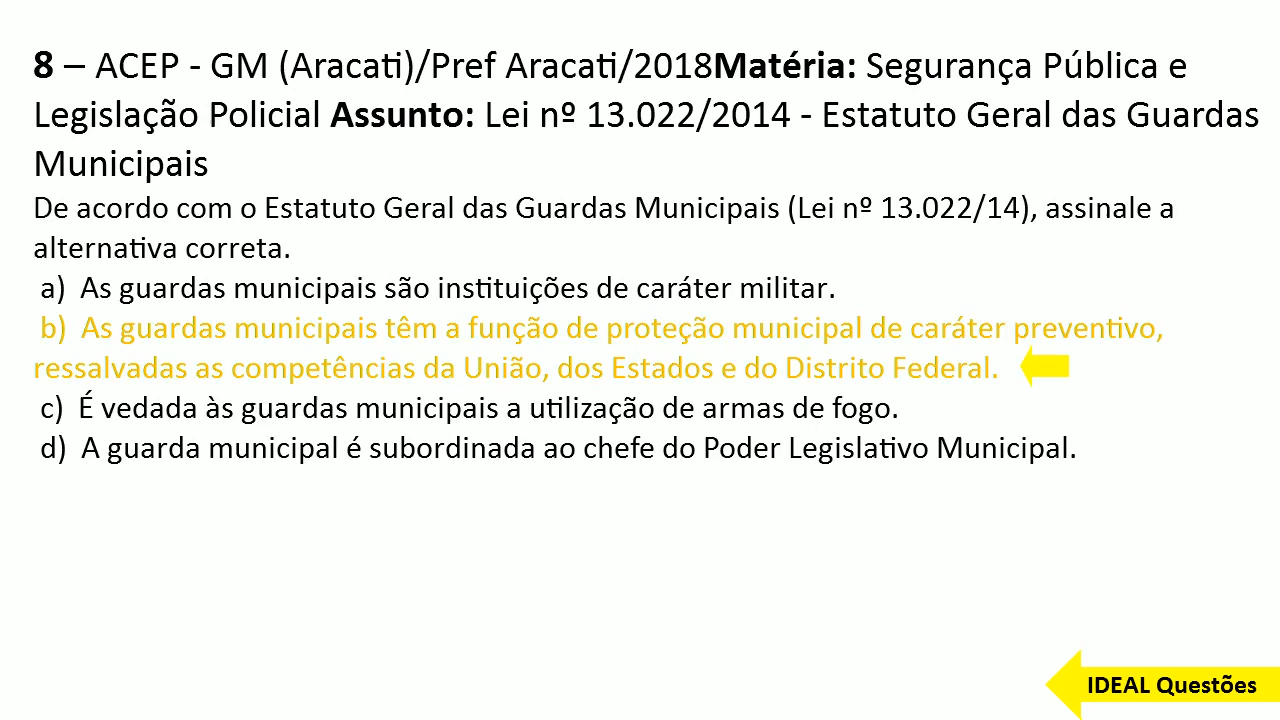 8 – ACEP - GM (Aracati)/Pref Aracati/2018Matéria: Segurança Pública e
Legislação Policial Assunto: Lei nº 13.022/2014 - Estatuto Geral das Guardas
Municipais
De acordo com o Estatuto Geral das Guardas Municipais (Lei nº 13.022/14), assinale a
alternativa correta.
a) As guardas municipais são instituições de caráter militar.
b) As guardas municipais têm a função de proteção municipal de caráter preventivo,
ressalvadas as competências da União, dos Estados e do Distrito Federal.
c) É vedada às guardas municipais a utilização de armas de fogo.
d) A guarda municipal é subordinada ao chefe do Poder Legislativo Municipal.
IDEAL Questões